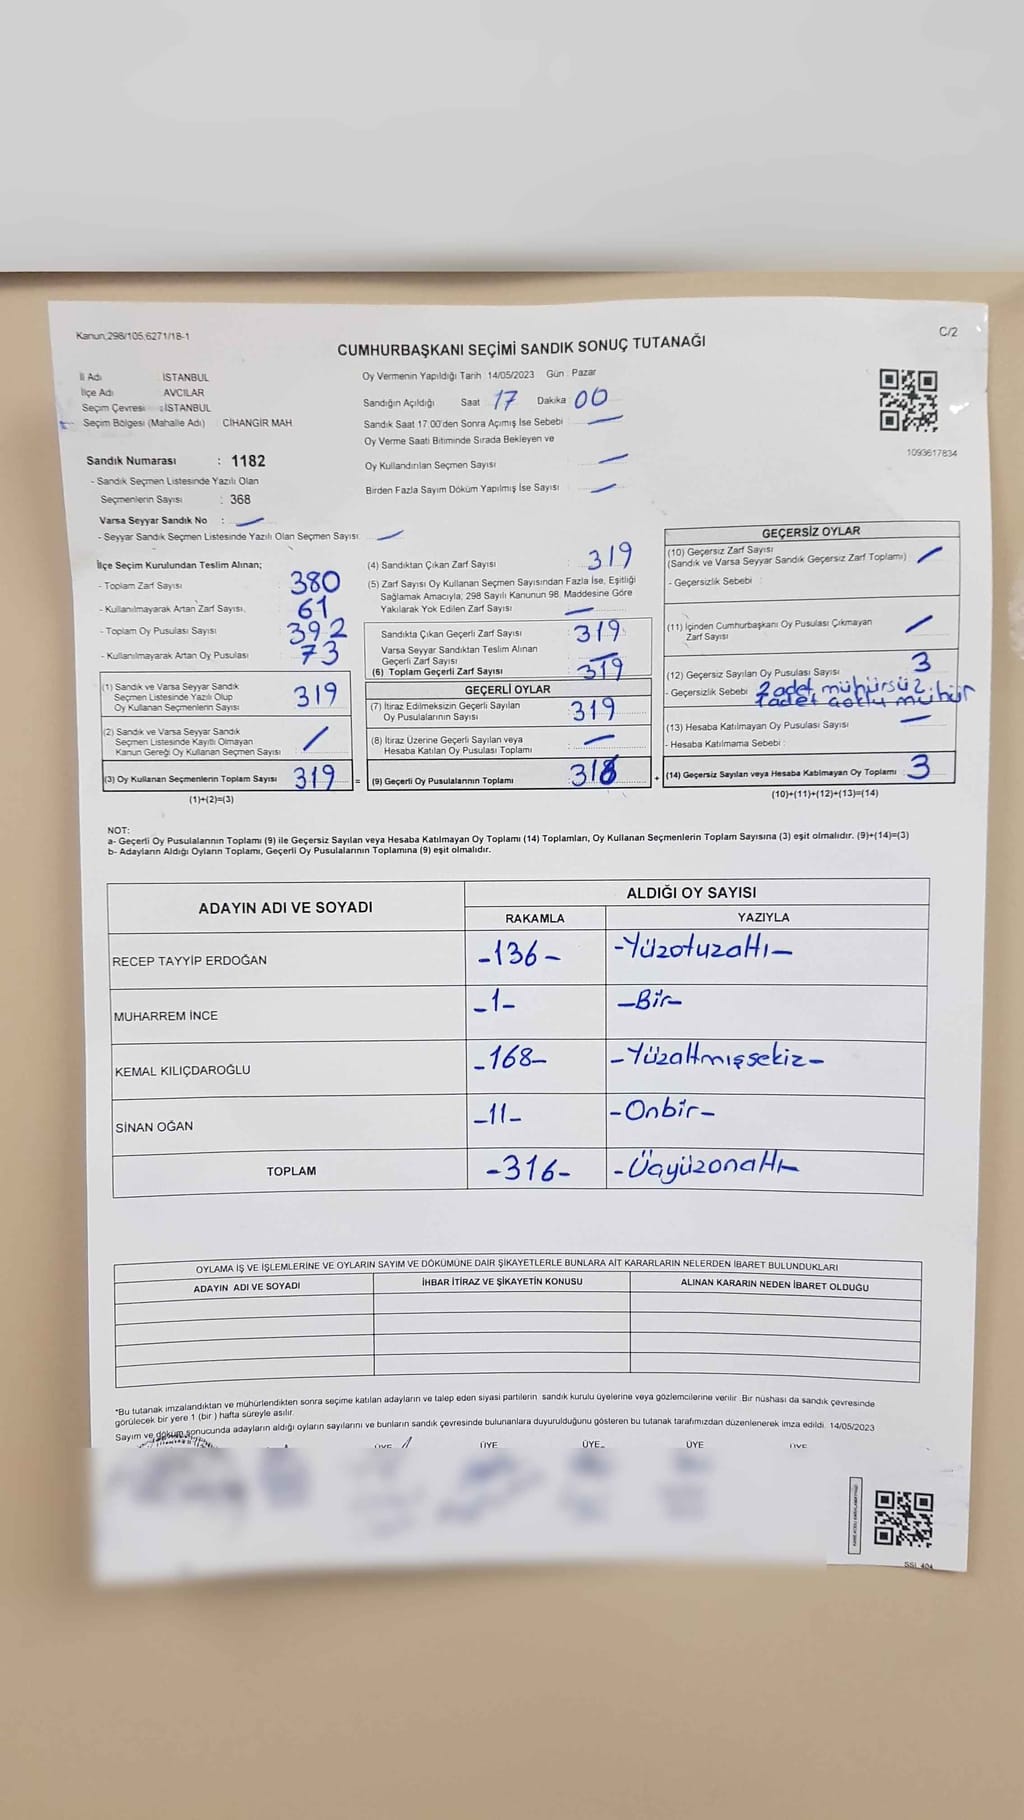 Kanun,298/105,6271/18-1
C/2
CUMHURBAŞKANI SEÇİMİ SANDIK SONUÇ TUTANAĞI
İl Adı : İSTANBUL
İlçe Adı : AVCILAR
Seçim Çevresi : İSTANBUL
Seçim Bölgesi (Mahalle Adı) CİHANGİR MAH
Sandık Numarası : 1182
- Sandık Seçmen Listesinde Yazılı Olan
Seçmenlerin Sayısı : 368
Varsa Seyyar Sandık No :
- Seyyar Sandık Seçmen Listesinde Yazılı Olan Seçmen Sayısı:
Oy Vermenin Yapıldığı Tarih 14/05/2023 Gün : Pazar
Sandığın Açıldığı Saat 17 Dakika 00
Sandık Saat 17.00'den Sonra Açımış İse Sebebi
Oy Verme Saati Bitiminde Sırada Bekleyen ve
Oy Kullandırılan Seçmen Sayısı
Birden Fazla Sayım Döküm Yapılmış İse Sayısı
1093617834
İlçe Seçim Kurulundan Teslim Alınan;
- Toplam Zarf Sayısı 380
- Kullanılmayarak Artan Zarf Sayısı, 61
- Toplam Oy Pusulası Sayısı 392
- Kullanılmayarak Artan Oy Pusulası 73
(1) Sandık ve Varsa Seyyar Sandık
Seçmen Listesinde Yazılı Olup
Oy Kullanan Seçmenlerin Sayısı 319
(2) Sandık ve Varsa Seyyar Sandık
Seçmen Listesinde Kayıtlı Olmayan
Kanun Gereği Oy Kullanan Seçmen Sayısı
(3) Oy Kullanan Seçmenlerin Toplam Sayısı 319 =
(1)+(2)=(3)
(4) Sandıktan Çıkan Zarf Sayısı : 319
(5) Zarf Sayısı Oy Kullanan Seçmen Sayısından Fazla İse, Eşitliği
Sağlamak Amacıyla, 298 Sayılı Kanunun 98. Maddesine Göre
Yakılarak Yok Edilen Zarf Sayısı :
Sandıkta Çıkan Geçerli Zarf Sayısı : 319
Varsa Seyyar Sandıktan Teslim Alınan
Geçerli Zarf Sayısı
(6) Toplam Geçerli Zarf Sayısı : 319
GEÇERLİ OYLAR
(7) İtiraz Edilmeksizin Geçerli Sayılan
Oy Pusulalarının Sayısı : 319
(8) İtiraz Üzerine Geçerli Sayılan veya
Hesaba Katılan Oy Pusulası Toplamı :
(9) Geçerli Oy Pusulalarının Toplamı +
GEÇERSİZ OYLAR
(10) Geçersiz Zarf Sayısı
(Sandık ve Varsa Seyyar Sandık Geçersiz Zarf Toplamı)
- Geçersizlik Sebebi :
(11) İçinden Cumhurbaşkanı Oy Pusulası Çıkmayan
Zarf Sayısı
(12) Geçersiz Sayılan Oy Pusulası Sayısı : 3
- Geçersizlik Sebebi 2 adet mühürsüz
1 adet çoklu mühür
(13) Hesaba Katılmayan Oy Pusulası Sayısı :
- Hesaba Katılmama Sebebi :
(14) Geçersiz Sayılan veya Hesaba Katılmayan Oy Toplamı 3
(10)+(11)+(12)+(13)=(14)
NOT:
a- Geçerli Oy Pusulalarının Toplamı (9) ile Geçersiz Sayılan veya Hesaba Katılmayan Oy Toplamı (14) Toplamları, Oy Kullanan Seçmenlerin Toplam Sayısına (3) eşit olmalıdır. (9)+(14)=(3)
b- Adayların Aldığı Oyların Toplamı, Geçerli Oy Pusulalarının Toplamına (9) eşit olmalıdır.
ADAYIN ADI VE SOYADI ALDIĞI OY SAYISI
RAKAMLA YAZIYLA
RECEP TAYYİP ERDOĞAN -136- -Yüzotuzaltı-
MUHARREM İNCE -1- -Bir-
KEMAL KILIÇDAROĞLU -168- -Yüzaltmışsekiz-
SİNAN OĞAN -11- -Onbir-
TOPLAM -316- -Üçyüzonaltı-
OYLAMA İŞ VE İŞLEMLERİNE VE OYLARIN SAYIM VE DÖKÜMÜNE DAİR ŞİKAYETLERLE BUNLARA AİT KARARLARIN NELERDEN İBARET BULUNDUKLARI
ADAYIN ADI VE SOYADI İHBAR İTİRAZ VE ŞİKAYETİN KONUSU ALINAN KARARIN NEDEN İBARET OLDUĞU
*Bu tutanak imzalandıktan ve mühürlendikten sonra seçime katılan adayların ve talep eden siyasi partilerin sandık kurulu üyelerine veya gözlemcilerine verilir. Bir nüshası da sandık çevresinde
görülecek bir yere 1 (bir ) hafta süreyle asılır.
Sayım ve döküm sonucunda adayların aldığı oyların sayılarını ve bunların sandık çevresinde bulunanlara duyurulduğunu gösteren bu tutanak tarafımızdan düzenlenerek imza edildi. 14/05/2023
ÜYE ÜYE ÜYE ÜYE ÜYE